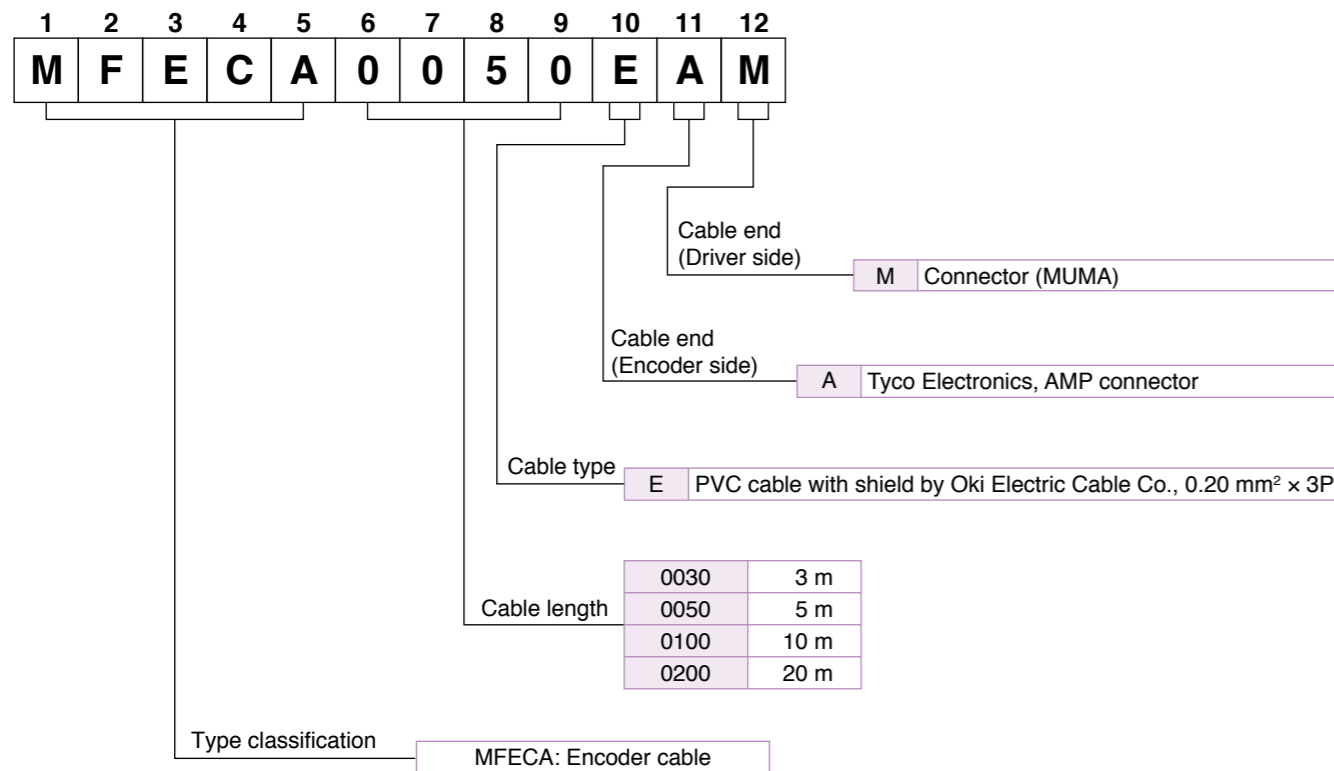 1 2 3 4 5 6 7 8 9 10 11 12
M F E C A 0 0 5 0 E A M
Cable end
(Driver side)
M Connector (MUMA)
Cable end
(Encoder side)
A Tyco Electronics, AMP connector
Cable type
E PVC cable with shield by Oki Electric Cable Co., 0.20 mm² × 3P
Cable length
0030 3 m
0050 5 m
0100 10 m
0200 20 m
Type classification
MFECA: Encoder cable